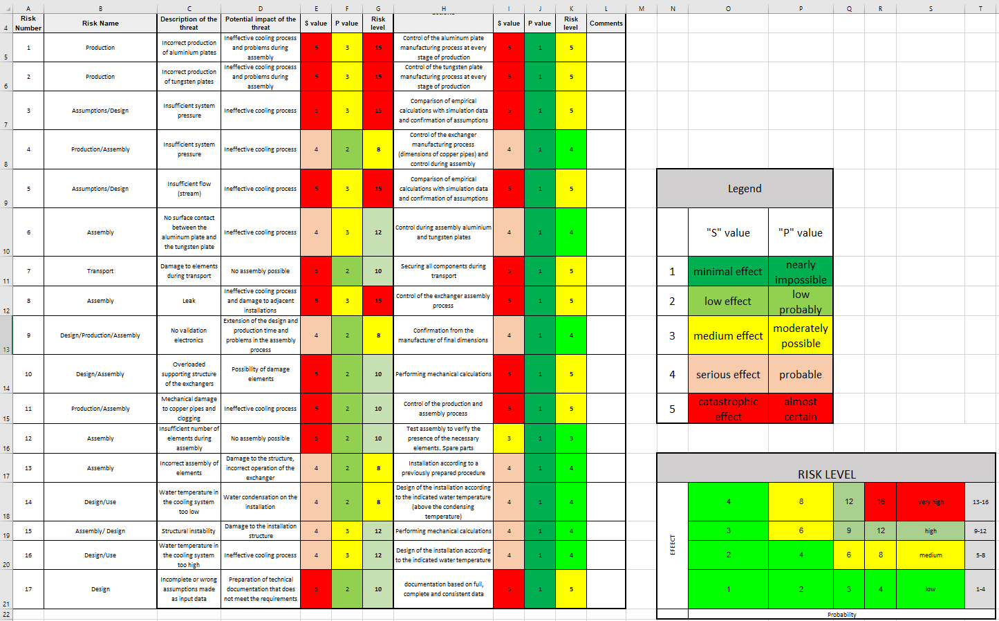 A B C D E F G H I J K L M N O P Q R S T
4 Risk Number Risk Name Description of the threat Potential impact of the threat S value P value Risk level S value P value Risk level Comments
5 1 Production Incorrect production of aluminium plates Ineffective cooling process and problems during assembly 5 3 15 Control of the aluminum plate manufacturing process at every stage of production 5 1 5
6 2 Production Incorrect production of tungsten plates Ineffective cooling process and problems during assembly 5 3 15 Control of the tungsten plate manufacturing process at every stage of production 5 1 5
7 3 Assumptions/Design Insufficient system pressure Ineffective cooling process 5 3 15 Comparison of empirical calculations with simulation data and confirmation of assumptions 5 1 5
8 4 Production/Assembly Insufficient system pressure Ineffective cooling process 4 2 8 Control of the exchanger manufacturing process (dimensions of copper pipes) and control during assembly 4 1 4
9 5 Assumptions/Design Insufficient flow (stream) Ineffective cooling process 5 3 15 Comparison of empirical calculations with simulation data and confirmation of assumptions 5 1 5
10 6 Assembly No surface contact between the aluminum plate and the tungsten plate Ineffective cooling process 4 3 12 Control during assembly aluminium and tungsten plates 4 1 4
11 7 Transport Damage to elements during transport No assembly possible 5 2 10 Securing all components during transport 5 1 5
12 8 Assembly Leak Ineffective cooling process and damage to adjacent installations 5 3 15 Control of the exchanger assembly process 5 1 5
13 9 Design/Production/Assembly No validation electronics Extension of the design and production time and problems in the assembly process 4 2 8 Confirmation from the manufacturer of final dimensions 4 1 4
14 10 Design/Assembly Overloaded supporting structure of the exchangers Possibility of damage elements 5 2 10 Performing mechanical calculations 5 1 5
15 11 Production/Assembly Mechanical damage to copper pipes and clogging Ineffective cooling process 5 2 10 Control of the production and assembly process 5 1 5
16 12 Assembly Insufficient number of elements during assembly No assembly possible 5 2 10 Test assembly to verify the presence of the necessary elements. Spare parts 3 1 3
17 13 Assembly Incorrect assembly of elements Damage to the structure, incorrect operation of the exchanger 4 2 8 Installation according to a previously prepared procedure 4 1 4
18 14 Design/Use Water temperature in the cooling system too low Water condensation on the installation 4 2 8 Design of the installation according to the indicated water temperature (above the condensing temperature) 4 1 4
19 15 Assembly/ Design Structural instability Damage to the installation structure 4 3 12 Performing mechanical calculations 4 1 4
20 16 Design/Use Water temperature in the cooling system too high Ineffective cooling process 4 3 12 Design of the installation according to the indicated water temperature 4 1 4
21 17 Design Incomplete or wrong assumptions made as input data Preparation of technical documentation that does not meet the requirements 5 2 10 documentation based on full, complete and consistent data 5 1 5
22
Legend
"S" value "P" value
1 minimal effect nearly impossible
2 low effect low probably
3 medium effect moderately possible
4 serious effect probable
5 catastrophic effect almost certain
RISK LEVEL
EFEECT
4 8 12 16 very high 13-16
3 6 9 12 high 9-12
2 4 6 8 medium 5-8
1 2 3 4 low 1-4
Probability